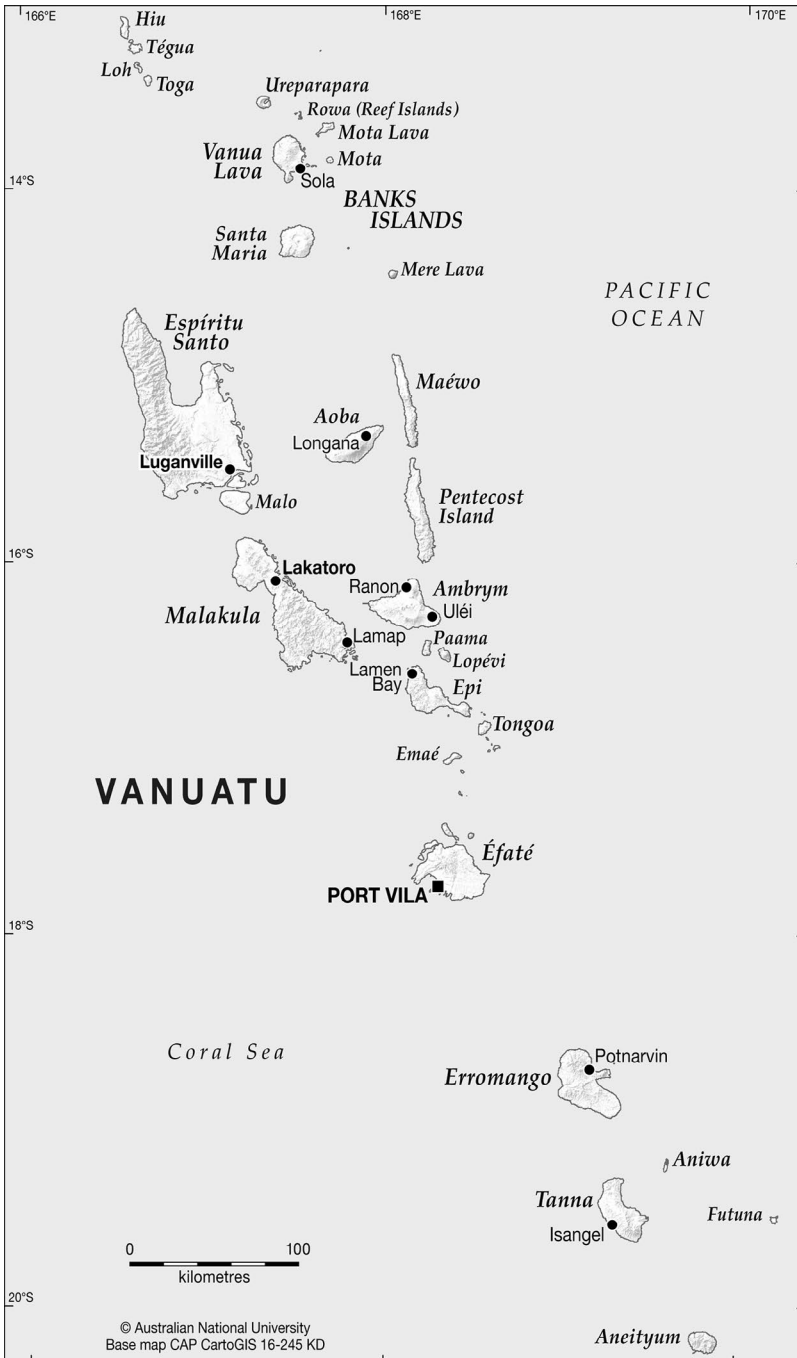 166°E
168°E
170°E
Hiu
Tégua
Loh
Toga
Ureparapara
Rowa (Reef Islands)
Mota Lava
Vanua
Lava
Mota
Sola
14°S
BANKS
ISLANDS
Santa
Maria
Mere Lava
PACIFIC
OCEAN
Espíritu
Santo
Maéwo
Aoba
Longana
Luganville
Malo
Pentecost
Island
16°S
Lakatoro
Ranon
Ambrym
Malakula
Uléi
Lamap
Paama
Lopévi
Lamen
Bay
Epi
Tongoa
Emaé
VANUATU
Éfaté
PORT VILA
18°S
Coral Sea
Potnarvin
Erromango
Aniwa
Tanna
Futuna
Isangel
0
100
kilometres
20°S
© Australian National University
Base map CAP CartoGIS 16-245 KD
Aneityum